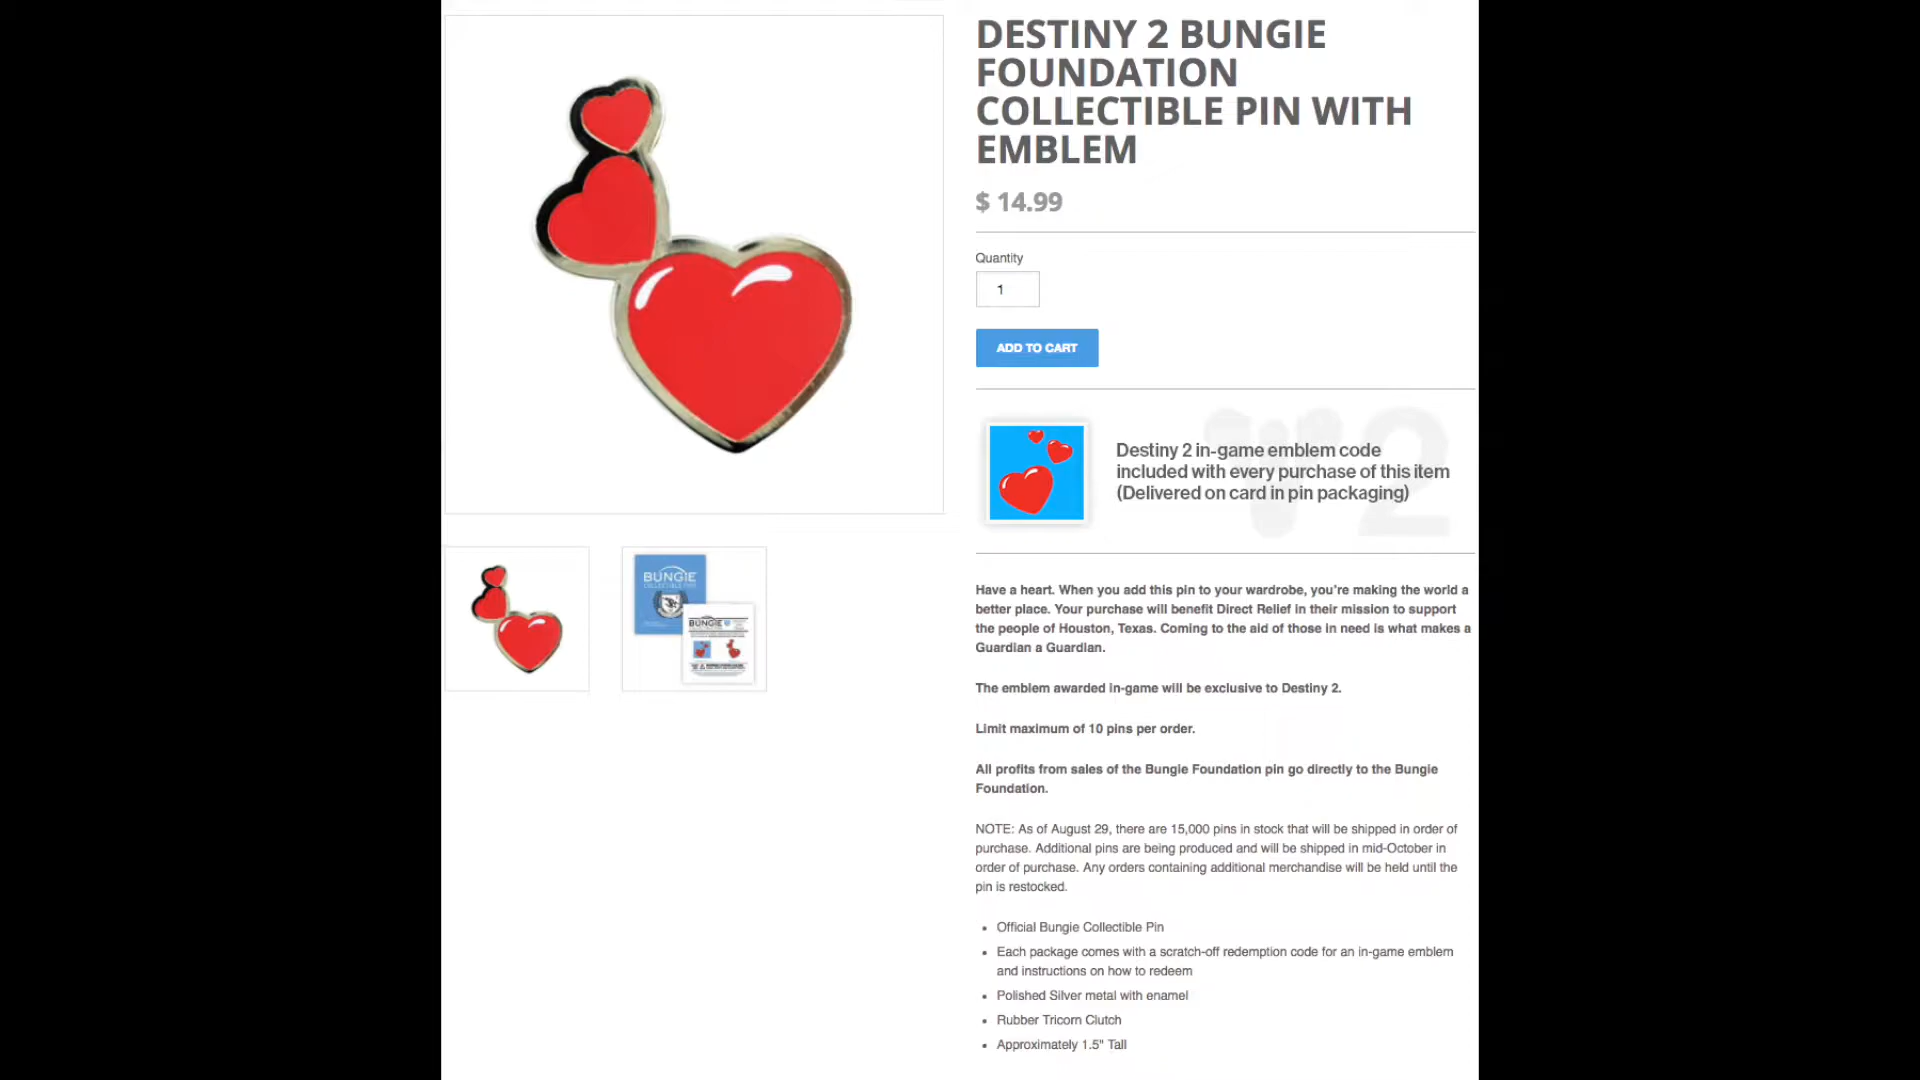 DESTINY 2 BUNGIE
FOUNDATION
COLLECTIBLE PIN WITH
EMBLEM
$ 14.99
Quantity
1
ADD TO CART
Destiny 2 in-game emblem code
included with every purchase of this item
(Delivered on card in pin packaging)
2
BUNGIE
BUNGIE
Have a heart. When you add this pin to your wardrobe, you’re making the world a
better place. Your purchase will benefit Direct Relief in their mission to support
the people of Houston, Texas. Coming to the aid of those in need is what makes a
Guardian a Guardian.
The emblem awarded in-game will be exclusive to Destiny 2.
Limit maximum of 10 pins per order.
All profits from sales of the Bungie Foundation pin go directly to the Bungie
Foundation.
NOTE: As of August 29, there are 15,000 pins in stock that will be shipped in order of
purchase. Additional pins are being produced and will be shipped in mid-October in
order of purchase. Any orders containing additional merchandise will be held until the
pin is restocked.
• Official Bungie Collectible Pin
• Each package comes with a scratch-off redemption code for an in-game emblem
and instructions on how to redeem
• Polished Silver metal with enamel
• Rubber Tricorn Clutch
• Approximately 1.5" Tall